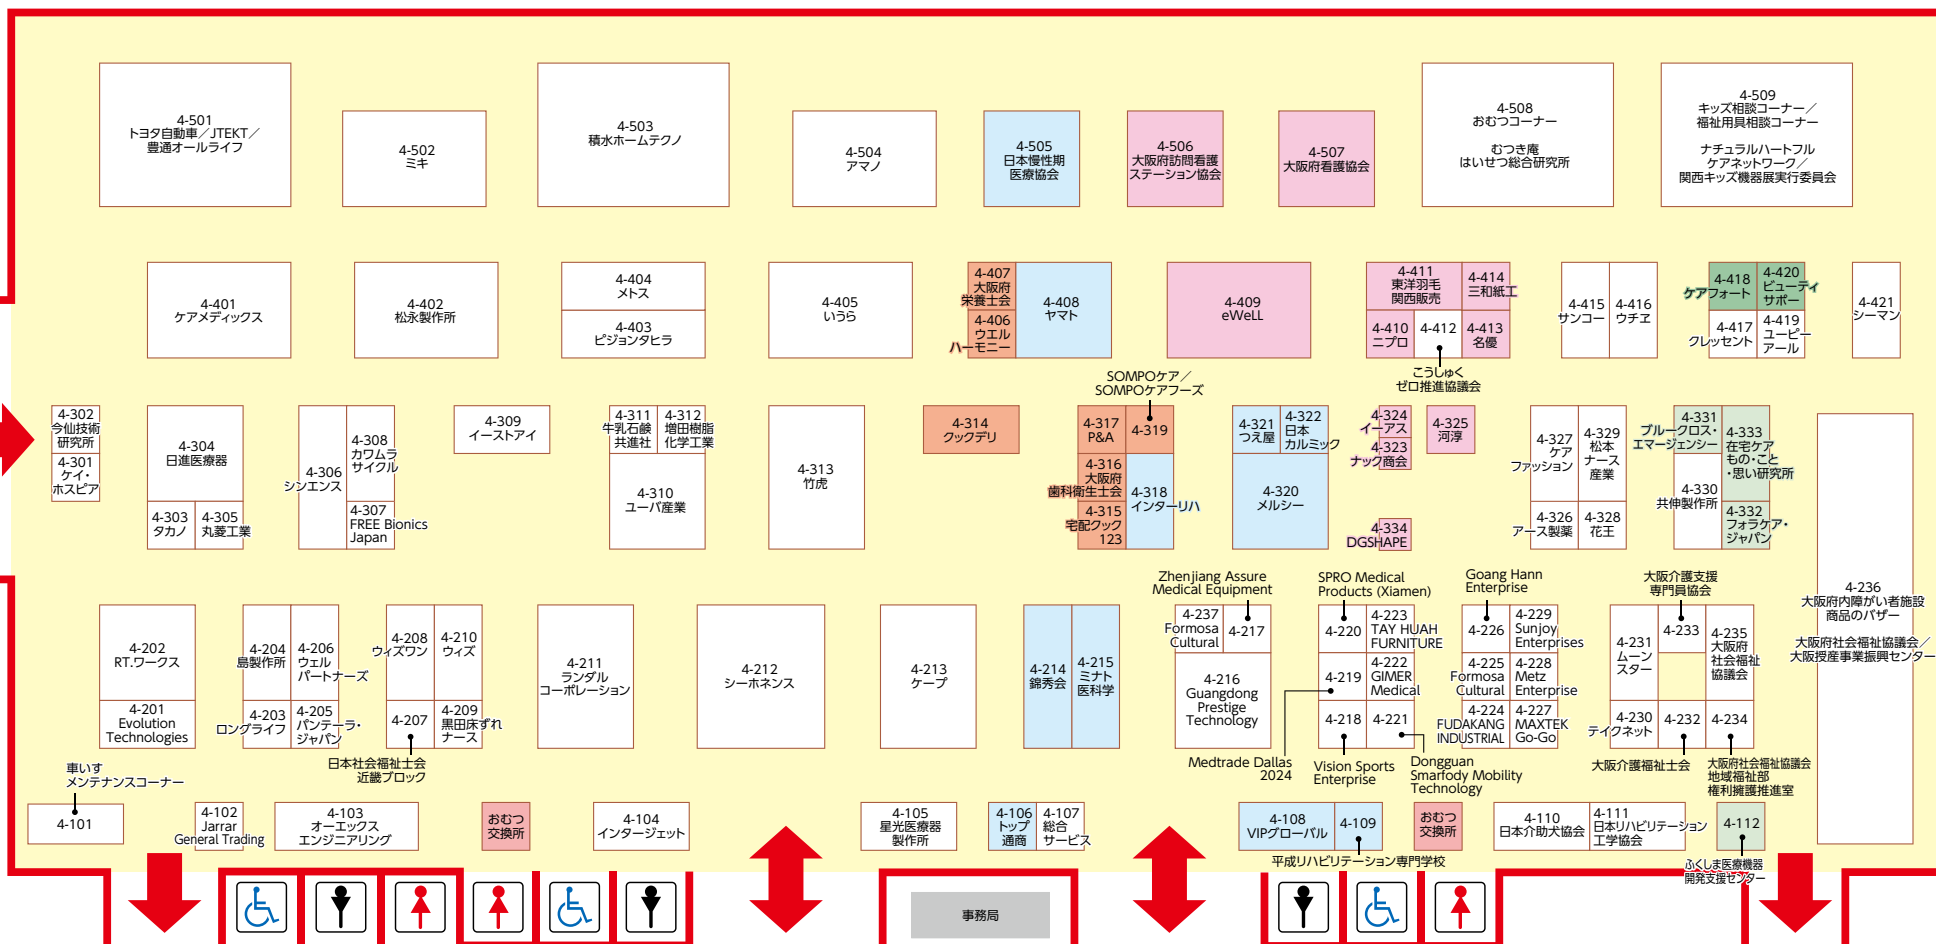 4-501
トヨタ自動車／JTEKT／
豊通オールライフ
4-502
ミキ
4-503
積水ホームテクノ
4-504
アマノ
4-505
日本慢性期
医療協会
4-506
大阪府訪問看護
ステーション協会
4-507
大阪府看護協会
4-508
おむつコーナー
むつき庵
はいせつ総合研究所
4-509
キッズ相談コーナー／
福祉用具相談コーナー
ナチュラルハートフル
ケアネットワーク／
関西キッズ機器展実行委員会
4-401
ケアメディックス
4-402
松永製作所
4-404
メトス
4-403
ピジョンタヒラ
4-405
いうら
4-407
大阪府
栄養士会
4-406
ウエル
ハーモニー
4-408
ヤマト
4-409
eWeLL
4-411
東洋羽毛
関西販売
4-414
三和紙工
4-410
ニプロ
4-412
4-413
名優
こうしゅく
ゼロ推進協議会
4-415
サンコー
4-416
ウチヱ
4-418
ケアフォート
4-420
ビューティ
サポー
4-417
クレッセント
4-419
ユーピー
アール
4-421
シーマン
4-302
今仙技術
研究所
4-301
ケイ・
ホスピア
4-304
日進医療器
4-303
タカノ
4-305
丸菱工業
4-306
シンエンス
4-308
カワムラ
サイクル
4-307
FREE Bionics
Japan
4-309
イーストアイ
4-311
牛乳石鹸
共進社
4-312
増田樹脂
化学工業
4-310
ユーバ産業
4-313
竹虎
4-314
クックデリ
SOMPOケア／
SOMPOケアフーズ
4-317
P&A
4-319
4-316
大阪府
歯科衛生士会
4-315
宅配クック
123
4-318
インターリハ
4-321
つえ屋
4-322
日本
カルミック
4-320
メルシー
4-324
イーアス
4-323
ナック商会
4-325
河淳
4-334
DGSHAPE
4-327
ケア
ファッション
4-329
松本
ナース
産業
4-326
アース製薬
4-328
花王
4-331
ブルークロス・
エマージェンシー
4-333
在宅ケア
もの・こと
・思い研究所
4-330
共伸製作所
4-332
フォラケア・
ジャパン
4-236
大阪府内障がい者施設
商品のバザー
大阪府社会福祉協議会／
大阪授産事業振興センター
4-202
RT.ワークス
4-201
Evolution
Technologies
4-204
島製作所
4-206
ウェル
パートナーズ
4-203
ロングライフ
4-205
パンテーラ・
ジャパン
4-208
ウィズワン
4-210
ウィズ
4-207
4-209
黒田床ずれ
ナース
日本社会福祉士会
近畿ブロック
4-211
ランダル
コーポレーション
4-212
シーホネンス
4-213
ケープ
4-214
錦秀会
4-215
ミナト
医科学
Zhenjiang Assure
Medical Equipment
4-237
Formosa
Cultural
4-217
4-216
Guangdong
Prestige
Technology
SPRO Medical
Products (Xiamen)
4-220
4-223
TAY HUAH
FURNITURE
4-219
4-222
GIMER
Medical
4-218
4-221
Medtrade Dallas
2024
Vision Sports
Enterprise
Dongguan
Smarfody Mobility
Technology
Goang Hann
Enterprise
4-226
4-229
Sunjoy
Enterprises
4-225
Formosa
Cultural
4-228
Metz
Enterprise
4-224
FUDAKANG
INDUSTRIAL
4-227
MAXTEK
Go-Go
大阪介護支援
専門員協会
4-231
ムーン
スター
4-233
4-235
大阪府
社会福祉
協議会
4-230
テイクネット
4-232
4-234
大阪介護福祉士会
大阪府社会福祉協議会
地域福祉部
権利擁護推進室
車いす
メンテナンスコーナー
4-101
4-102
Jarrar
General Trading
4-103
オーエックス
エンジニアリング
おむつ
交換所
4-104
インタージェット
4-105
星光医療器
製作所
4-106
トップ
通商
4-107
総合
サービス
4-108
VIPグローバル
4-109
平成リハビリテーション専門学校
おむつ
交換所
4-110
日本介助犬協会
4-111
日本リハビリテーション
工学協会
4-112
ふくしま医療機器
開発支援センター
事務局